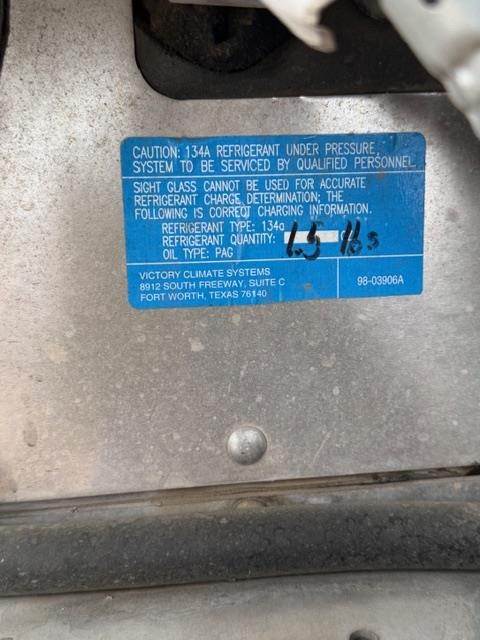 CAUTION: 134A REFRIGERANT UNDER PRESSURE
SYSTEM TO BE SERVICED BY QUALIFIED PERSONNEL
SIGHT GLASS CANNOT BE USED FOR ACCURATE
REFRIGERANT CHARGE DETERMINATION; THE
FOLLOWING IS CORRECT CHARGING INFORMATION.
REFRIGERANT TYPE: 134a
REFRIGERANT QUANTITY: 1.5 lbs
OIL TYPE: PAG
VICTORY CLIMATE SYSTEMS
8912 SOUTH FREEWAY, SUITE C
FORT WORTH, TEXAS 76140
98-03906A